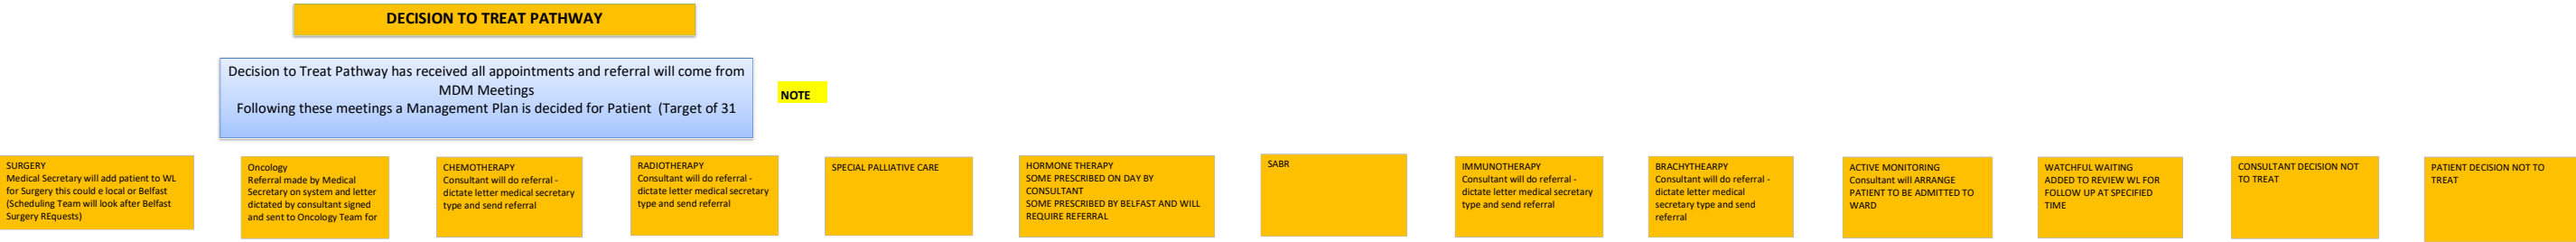 DECISION TO TREAT PATHWAY
Decision to Treat Pathway has received all appointments and referral will come from
MDM Meetings
Following these meetings a Management Plan is decided for Patient  (Target of 31
NOTE
SURGERY
Medical Secretary will add patient to WL
for Surgery this could e local or Belfast
(Scheduling Team will look after Belfast
Surgery REquests)
Oncology
Referral made by Medical
Secretary on system and letter
dictated by consultant signed
and sent to Oncology Team for
CHEMOTHERAPY
Consultant will do referral -
dictate letter medical secretary
type and send referral
RADIOTHERAPY
Consultant will do referral -
dictate letter medical secretary
type and send referral
SPECIAL PALLIATIVE CARE
HORMONE THERAPY
SOME PRESCRIBED ON DAY BY
CONSULTANT
SOME PRESCRIBED BY BELFAST AND WILL
REQUIRE REFERRAL
SABR
IMMUNOTHERAPY
Consultant will do referral -
dictate letter medical secretary
type and send referral
BRACHYTHEARPY
Consultant will do referral -
dictate letter medical
secretary type and send
referral
ACTIVE MONITORING
Consultant will ARRANGE
PATIENT TO BE ADMITTED TO
WARD
WATCHFUL WAITING
ADDED TO REVIEW WL FOR
FOLLOW UP AT SPECIFIED
TIME
CONSULTANT DECISION NOT
TO TREAT
PATIENT DECISION NOT TO
TREAT